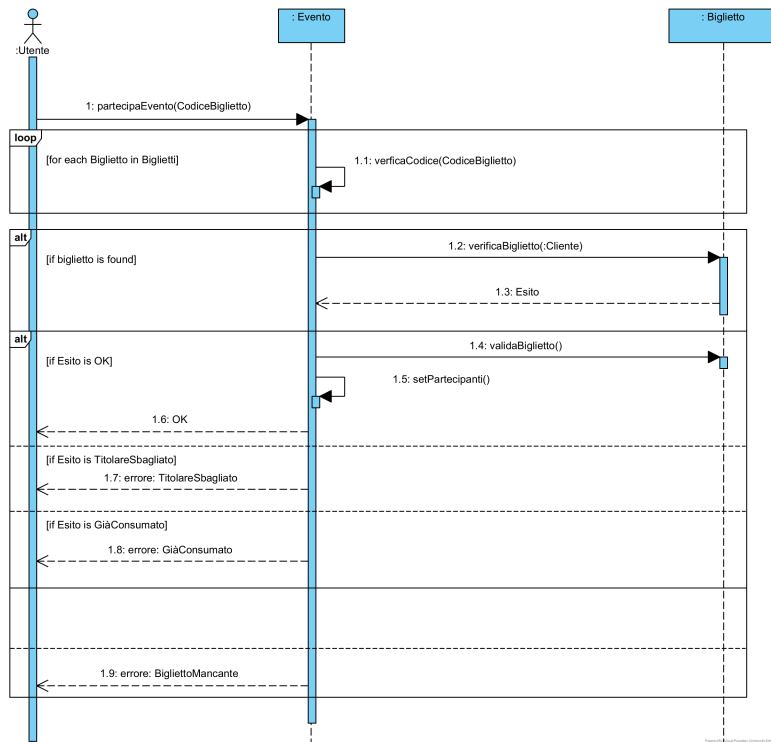 : Evento
: Biglietto
:Utente
1: partecipaEvento(CodiceBiglietto)
loop
[for each Biglietto in Biglietti]
1.1: verficaCodice(CodiceBiglietto)
alt
[if biglietto is found]
1.2: verificaBiglietto(:Cliente)
1.3: Esito
alt
[if Esito is OK]
1.4: validaBiglietto()
1.5: setPartecipanti()
1.6: OK
[if Esito is TitolareSbagliato]
1.7: errore: TitolareSbagliato
[if Esito is GiàConsumato]
1.8: errore: GiàConsumato
1.9: errore: BigliettoMancante